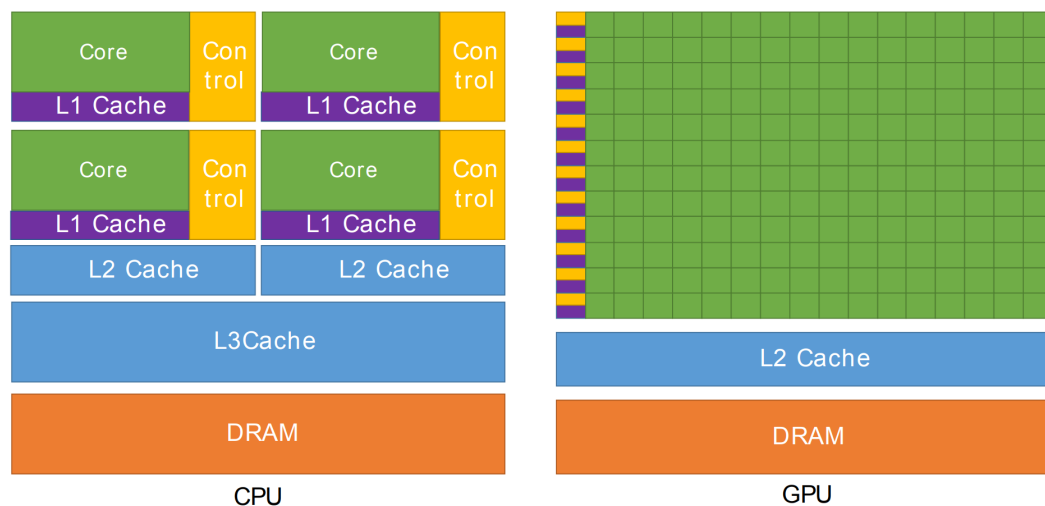 Core
Con
trol
L1 Cache
Core
Con
trol
L1 Cache
Core
Con
trol
L1 Cache
Core
Con
trol
L1 Cache
L2 Cache
L2 Cache
L3Cache
DRAM
CPU
L2 Cache
DRAM
GPU